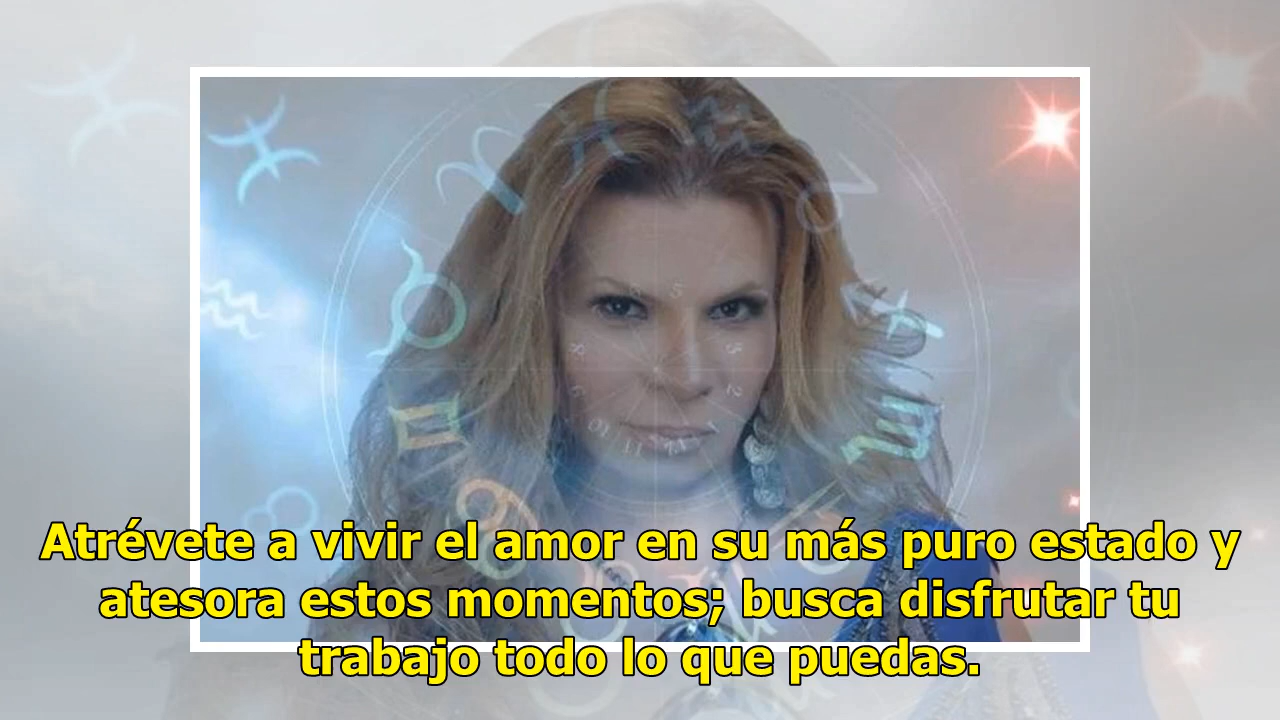 Atrévete a vivir el amor en su más puro estado y
atesora estos momentos; busca disfrutar tu
trabajo todo lo que puedas.